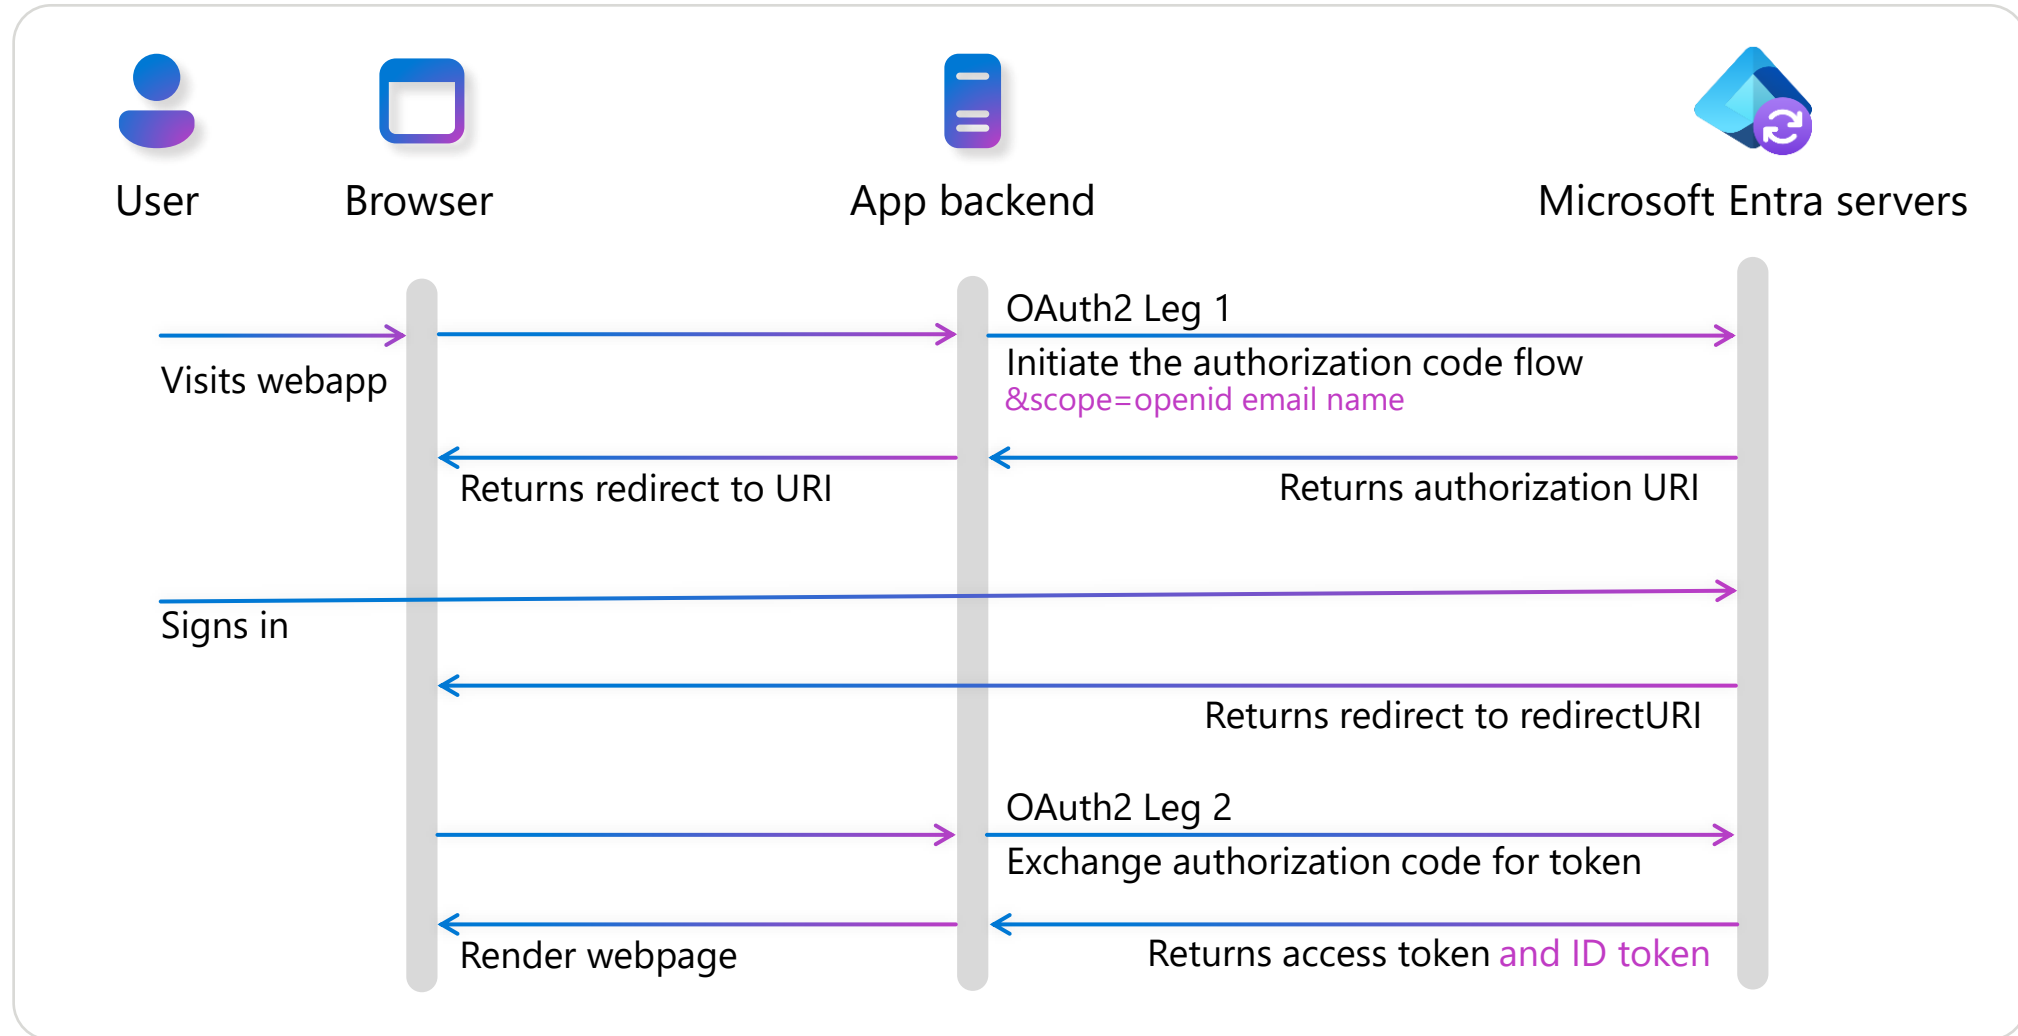 User
Browser
App backend
Microsoft Entra servers
OAuth2 Leg 1
Visits webapp
Initiate the authorization code flow
&scope=openid email name
Returns redirect to URI
Returns authorization URI
Signs in
Returns redirect to redirectURI
OAuth2 Leg 2
Exchange authorization code for token
Render webpage
Returns access token and ID token